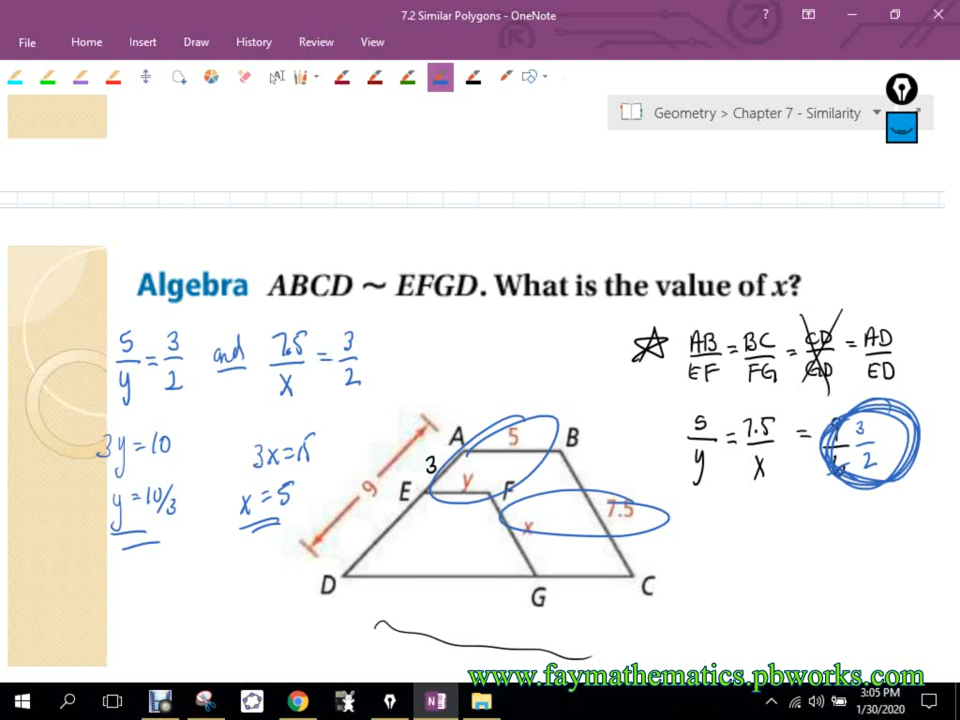 7.2 Similar Polygons - OneNote
?
File Home Insert Draw History Review View
Geometry > Chapter 7 - Similarity
Algebra ABCD ~ EFGD. What is the value of x?
5/y = 3/2 and 7.5/x = 3/2
AB/EF = BC/FG = CD/GD = AD/ED
5/y = 7.5/x = 3/2
3y = 10
3x = 15
y = 10/3
x = 5
A 5 B
3
9 E y F
x 7.5
D G C
www.faymathematics.pbworks.com
3:05 PM
1/30/2020